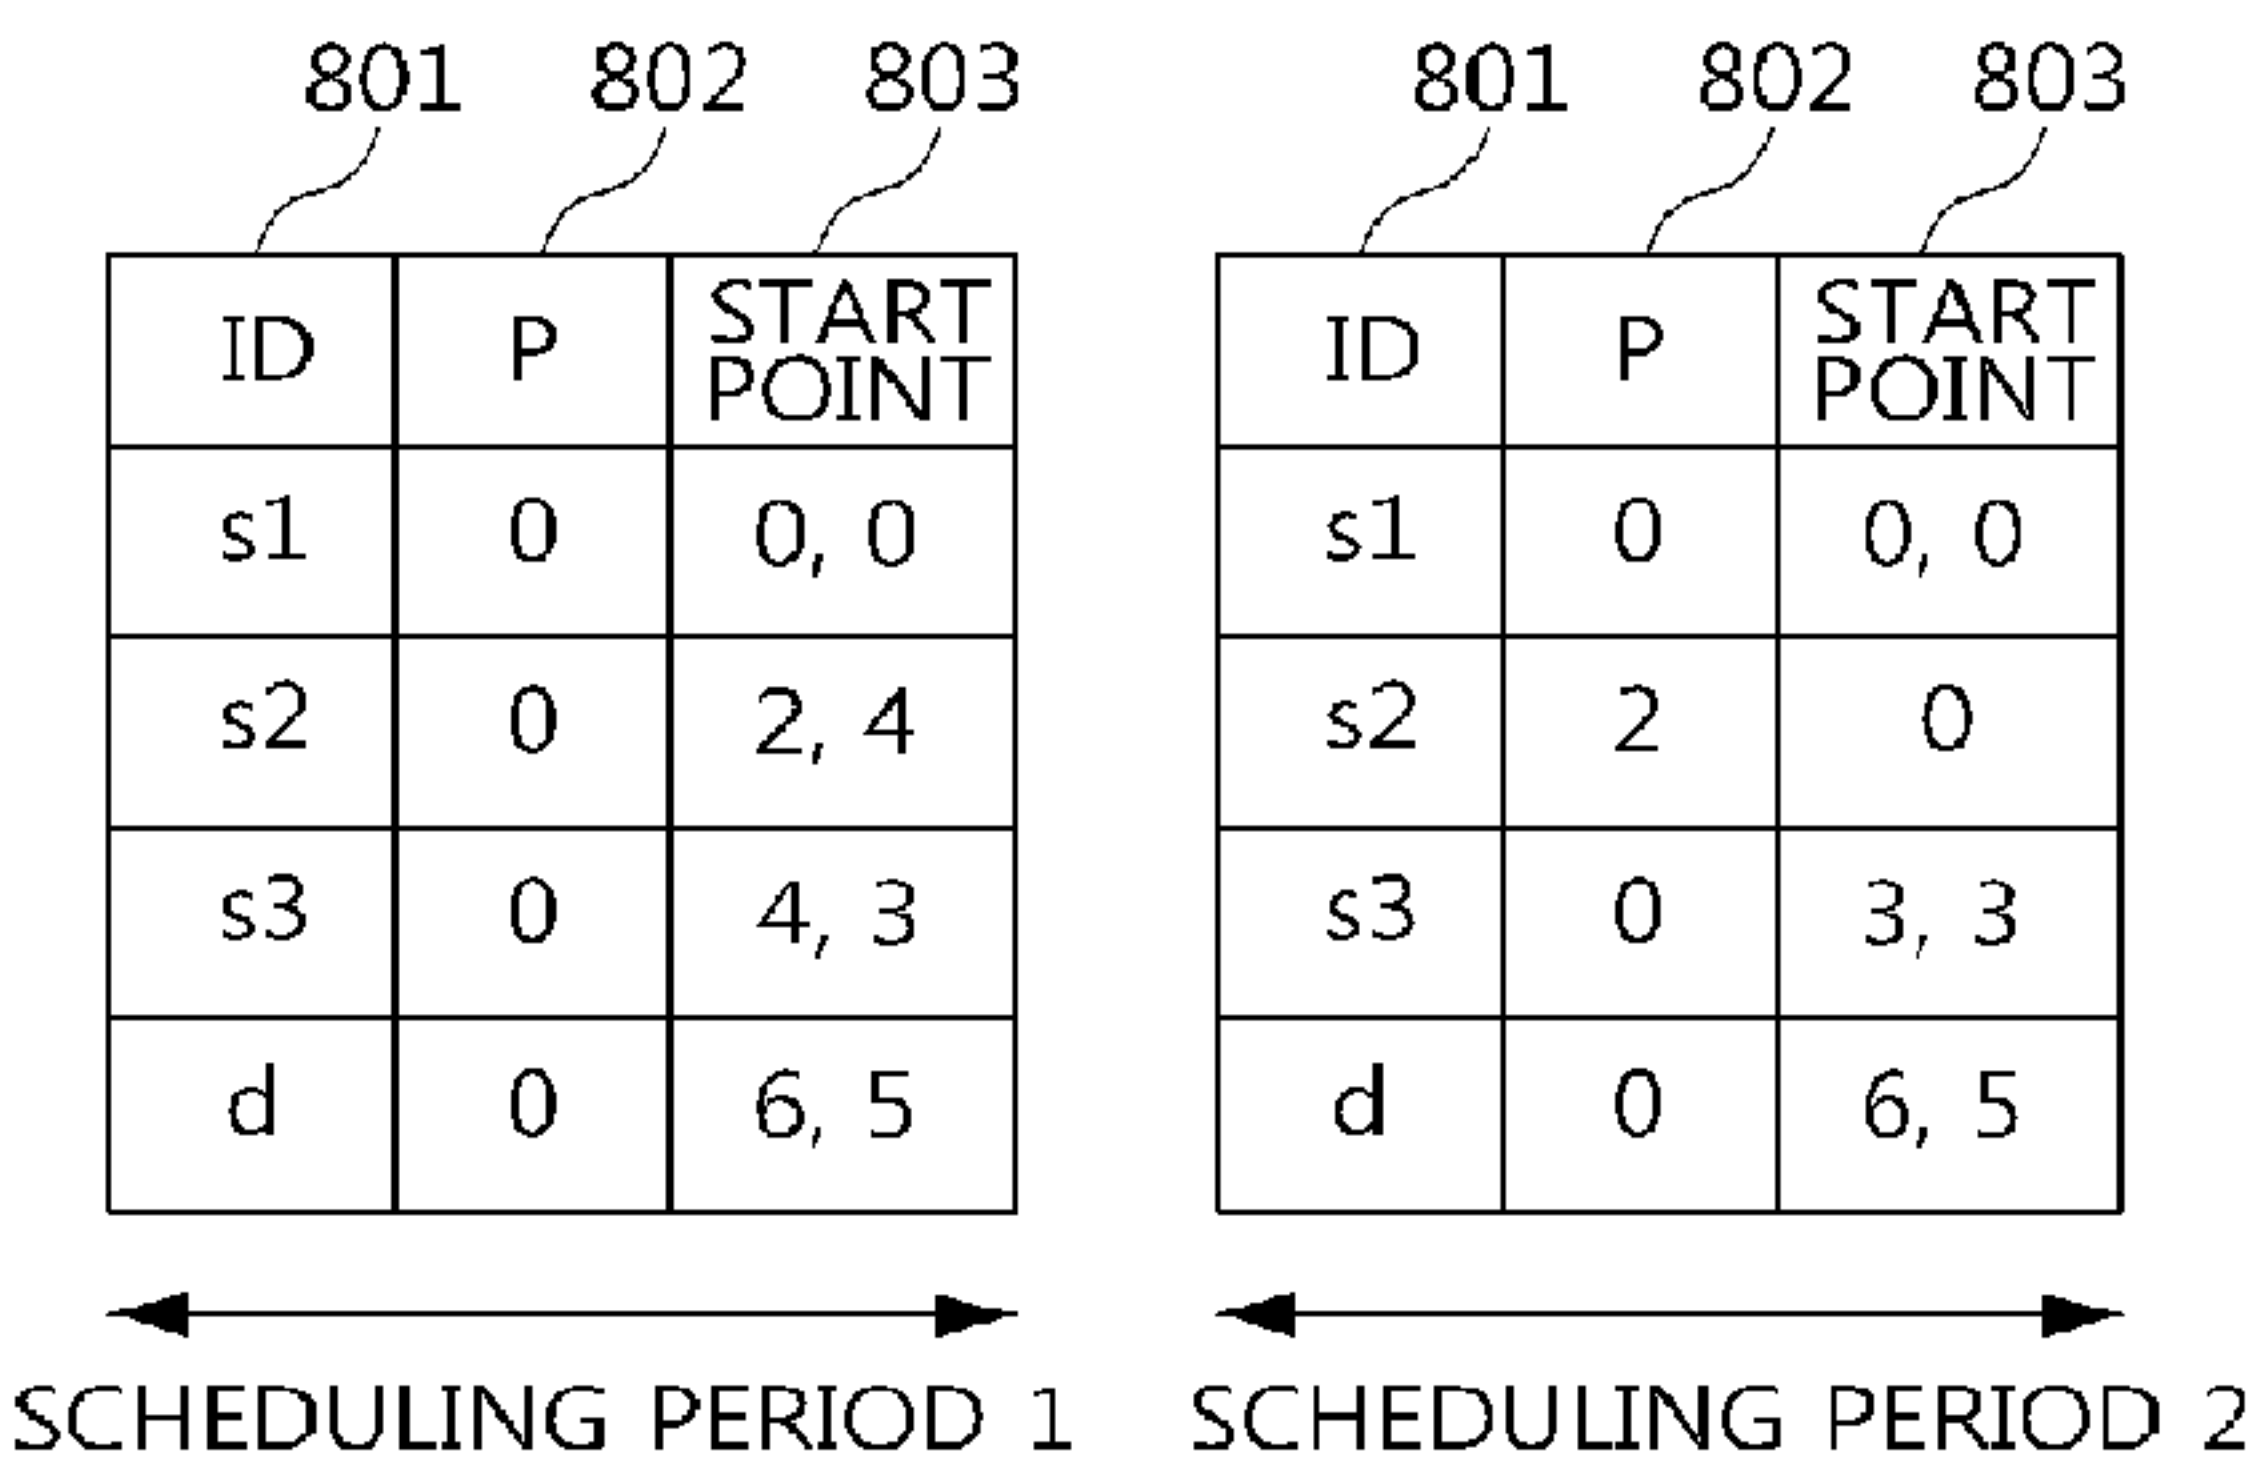 801 802 803 801 802 803
ID P START POINT ID P START POINT
s1 0 0, 0 s1 0 0, 0
s2 0 2, 4 s2 2 0
s3 0 4, 3 s3 0 3, 3
d 0 6, 5 d 0 6, 5
SCHEDULING PERIOD 1 SCHEDULING PERIOD 2